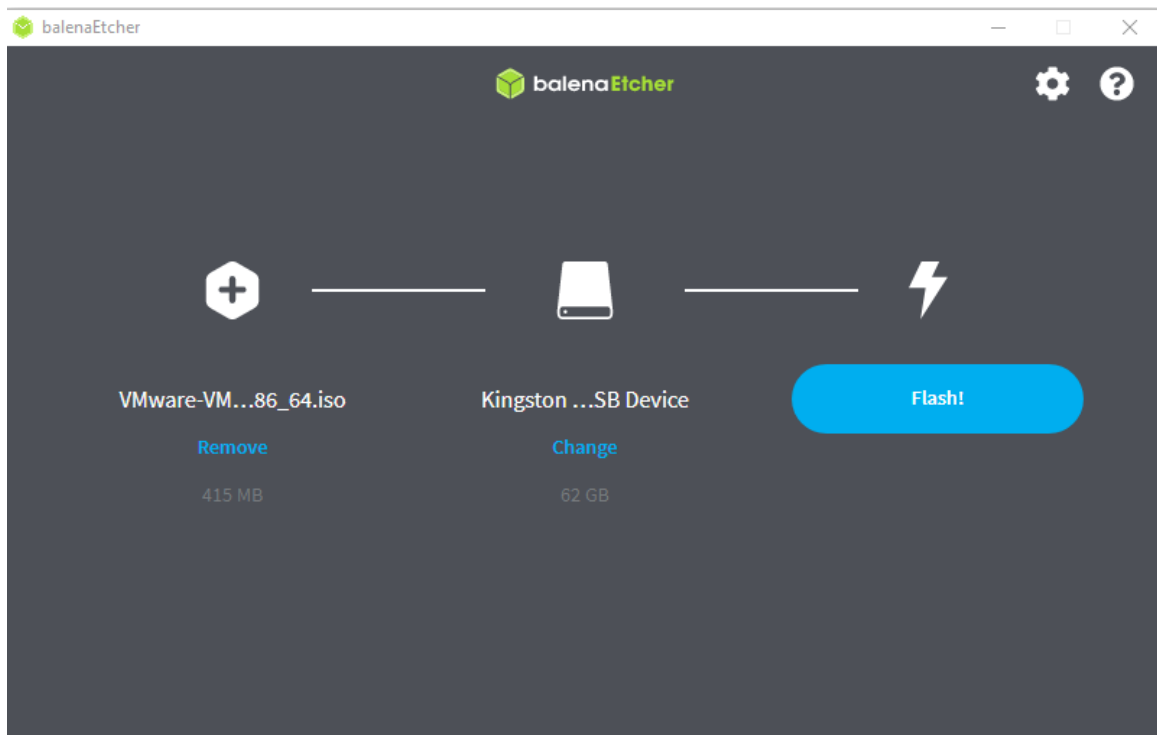 balenaEtcher
balenaEtcher
VMware-VM...86_64.iso
Kingston ...SB Device
Flash!
Remove
Change
415 MB
62 GB